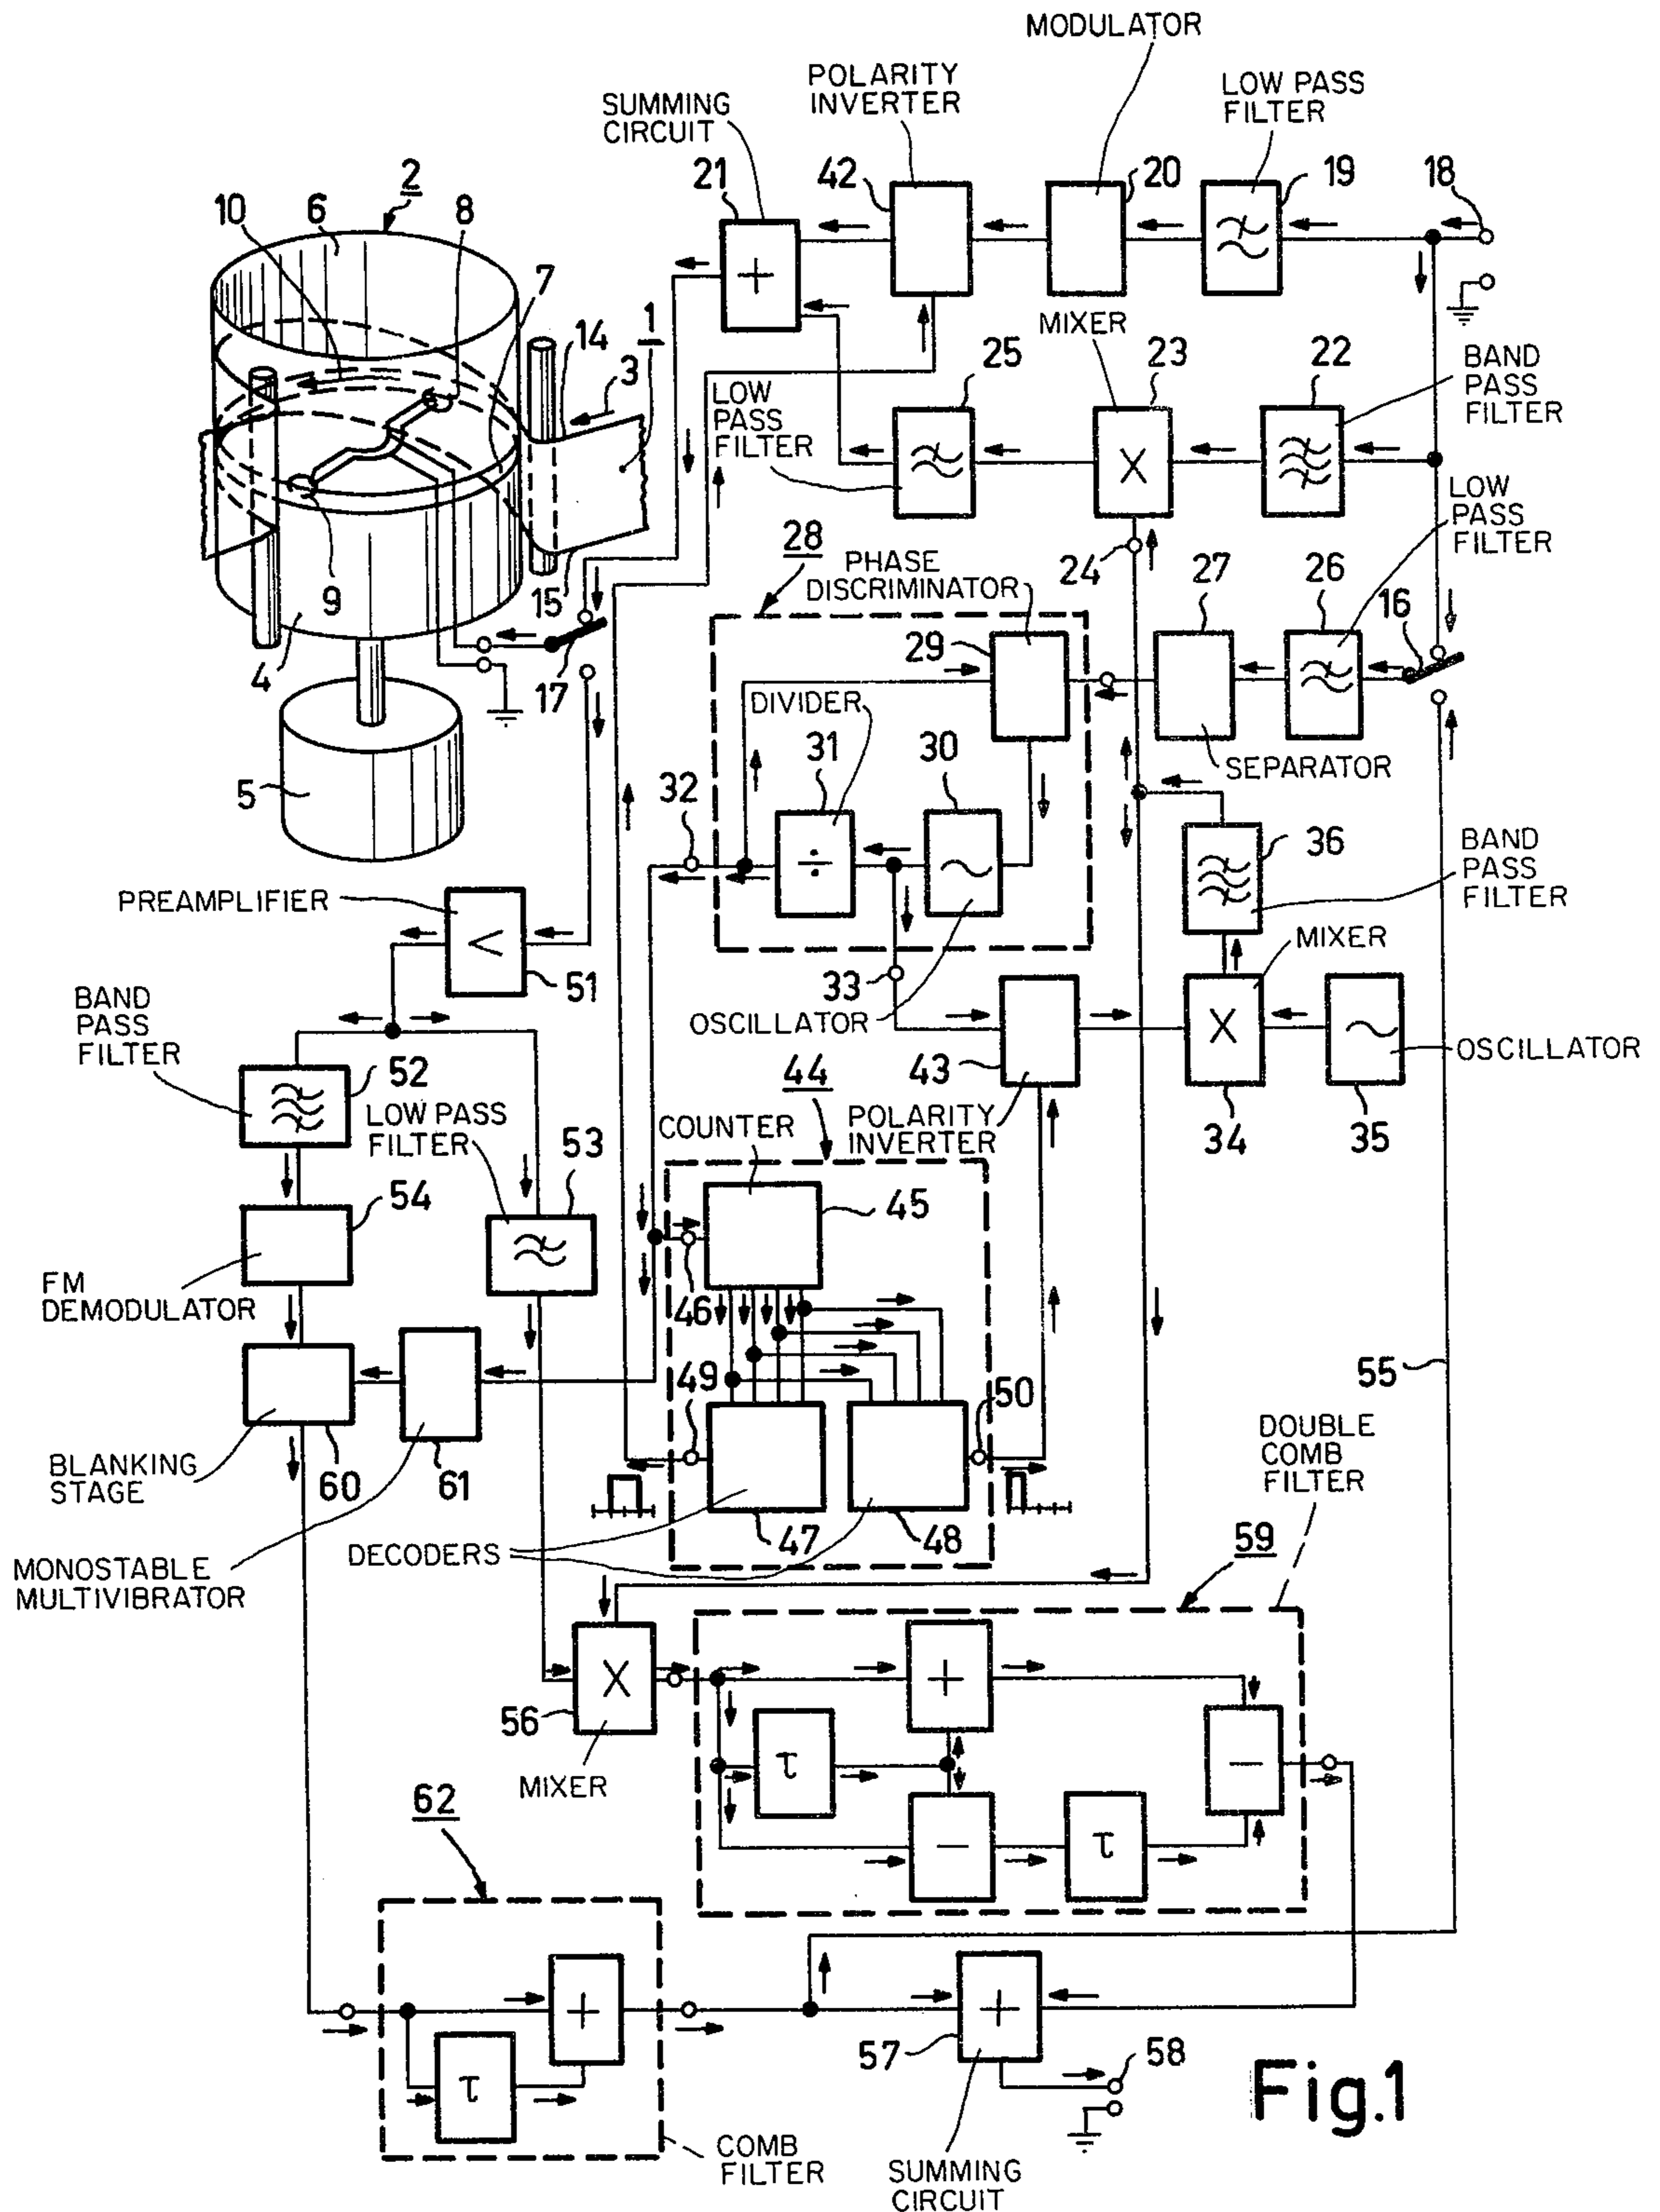 MODULATOR
POLARITY
INVERTER
LOW PASS
FILTER
SUMMING
CIRCUIT
21
42
20
19
18
2
10
6
8
7
14
1
3
+
MIXER
25
23
22
BAND
PASS
FILTER
LOW
PASS
FILTER
X
LOW
PASS
FILTER
28
24
27
26
16
PHASE
DISCRIMINATOR
9
15
4
17
29
DIVIDER
SEPARATOR
5
32
31
30
÷
36
BAND
PASS
FILTER
PREAMPLIFIER
<
51
33
MIXER
OSCILLATOR
X
OSCILLATOR
BAND
PASS
FILTER
52
43
34
35
44
LOW PASS
FILTER
53
COUNTER
POLARITY
INVERTER
54
45
FM
DEMODULATOR
46
49
50
55
BLANKING
STAGE
60
61
DOUBLE
COMB
FILTER
MONOSTABLE
MULTIVIBRATOR
DECODERS
47
48
59
X
+
56
τ
−
MIXER
62
−
τ
+
+
57
58
τ
COMB
FILTER
SUMMING
CIRCUIT
Fig.1